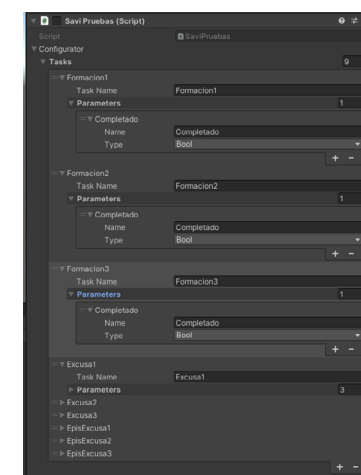 Savi Pruebas (Script)
Script SaviPruebas
Configurator
Tasks 9
Formacion1
Task Name Formacion1
Parameters 1
Completado
Name Completado
Type Bool
+ -
Formacion2
Task Name Formacion2
Parameters 1
Completado
Name Completado
Type Bool
+ -
Formacion3
Task Name Formacion3
Parameters 1
Completado
Name Completado
Type Bool
+ -
Excusa1
Task Name Excusa1
Parameters 3
Excusa2
Excusa3
EpisExcusa1
EpisExcusa2
EpisExcusa3
+ -